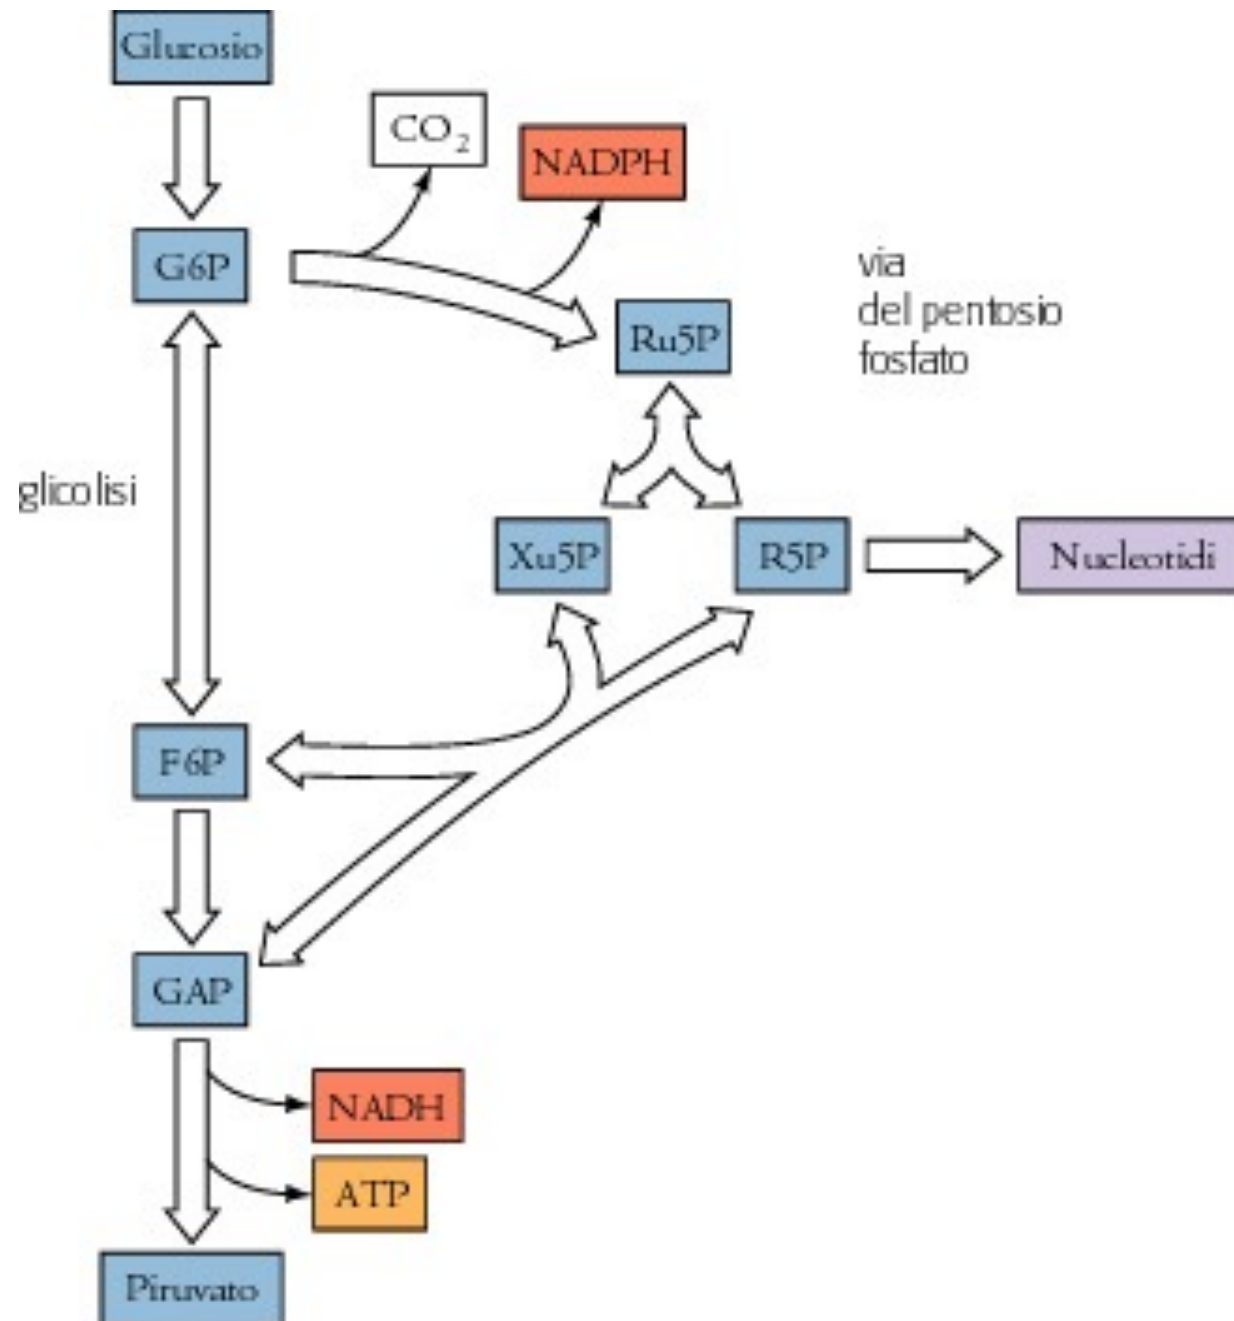 Glucosio
CO2
NADPH
G6P
via
del pentosio
fosfato
Ru5P
glicolisi
Xu5P
R5P
Nucleotidi
F6P
GAP
NADH
ATP
Piruvato